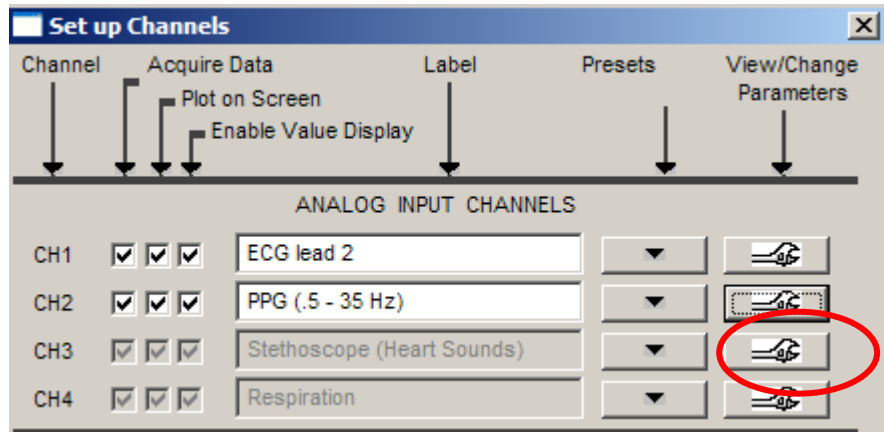 Set up Channels
Channel Acquire Data Label Presets View/Change
Plot on Screen Parameters
Enable Value Display
ANALOG INPUT CHANNELS
CH1 ECG lead 2
CH2 PPG (.5 - 35 Hz)
CH3 Stethoscope (Heart Sounds)
CH4 Respiration